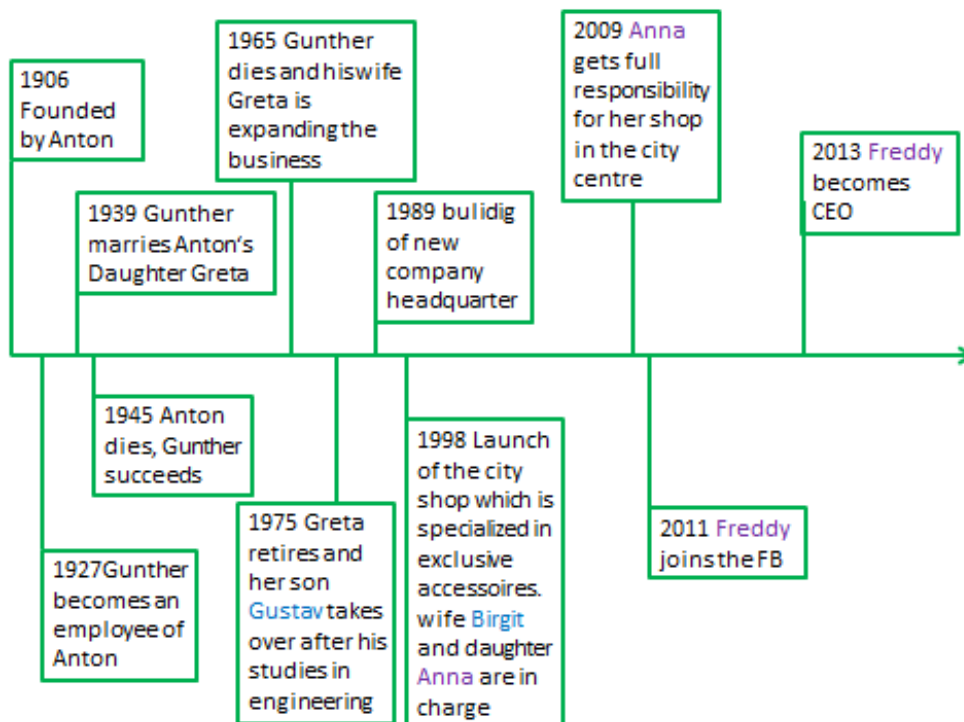 1906
Founded
by Anton
1927Gunther
becomes an
employee of
Anton
1939 Gunther
marries Anton‘s
Daughter Greta
1945 Anton
dies, Gunther
succeeds
1965 Gunther
dies and hiswife
Greta is
expanding the
business
1975 Greta
retires and
her son
Gustav takes
over after his
studies in
engineering
1989 bulidig
of new
company
headquarter
1998 Launch
of the city
shop which is
specialized in
exclusive
accessoires.
wife Birgit
and daughter
Anna are in
charge
2009 Anna
gets full
responsibility
for her shop
in the city
centre
2011 Freddy
joins the FB
2013 Freddy
becomes
CEO